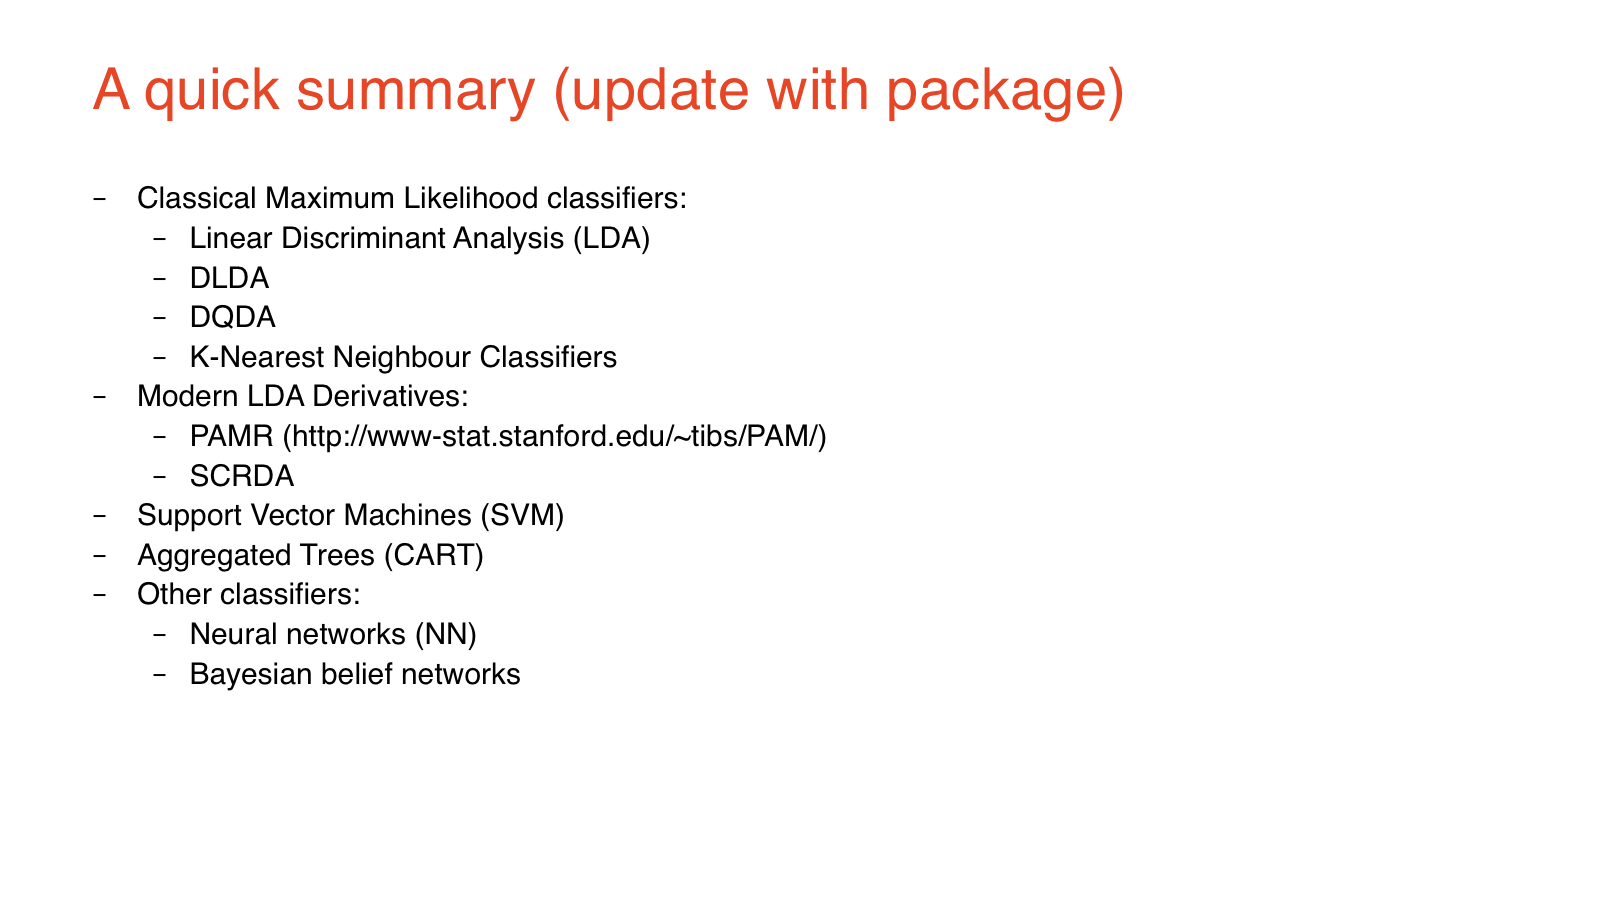 A quick summary (update with package)
– Classical Maximum Likelihood classifiers:
– Linear Discriminant Analysis (LDA)
– DLDA
– DQDA
– K-Nearest Neighbour Classifiers
– Modern LDA Derivatives:
– PAMR (http://www-stat.stanford.edu/~tibs/PAM/)
– SCRDA
– Support Vector Machines (SVM)
– Aggregated Trees (CART)
– Other classifiers:
– Neural networks (NN)
– Bayesian belief networks